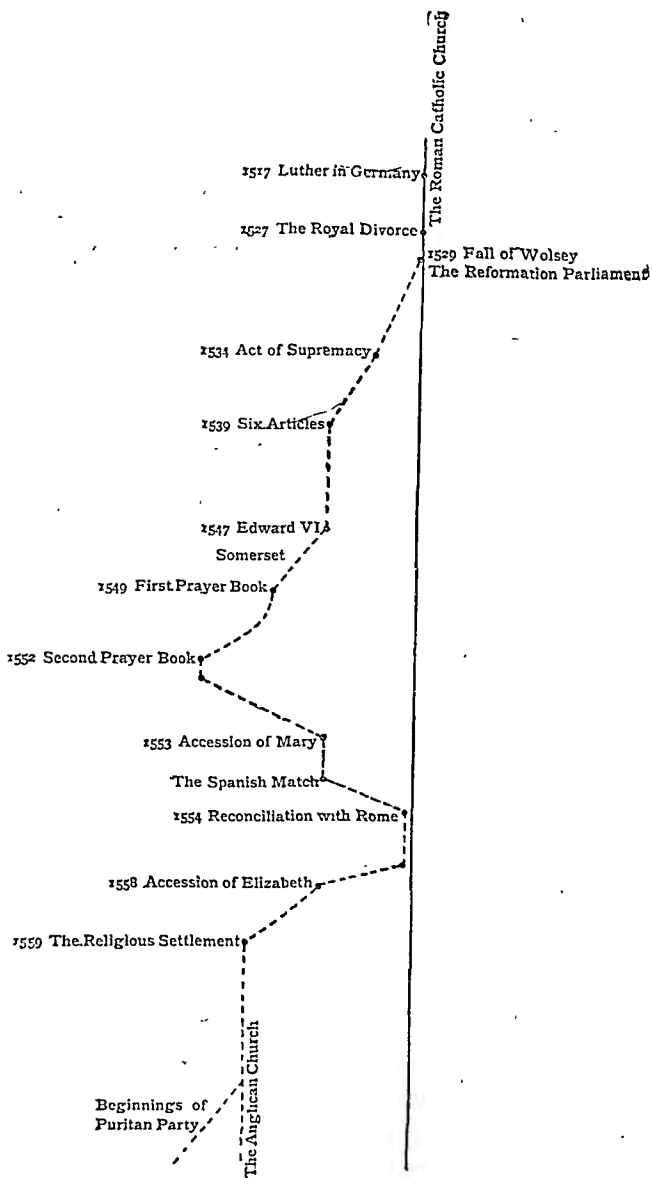 The Roman Catholic Church
1517 Luther in Germany
1527 The Royal Divorce
1529 Fall of Wolsey
The Reformation Parliament
1534 Act of Supremacy
1539 Six Articles
1547 Edward VI
Somerset
1549 First Prayer Book
1552 Second Prayer Book
1553 Accession of Mary
The Spanish Match
1554 Reconciliation with Rome
1558 Accession of Elizabeth
1559 The Religious Settlement
The Anglican Church
Beginnings of
Puritan Party